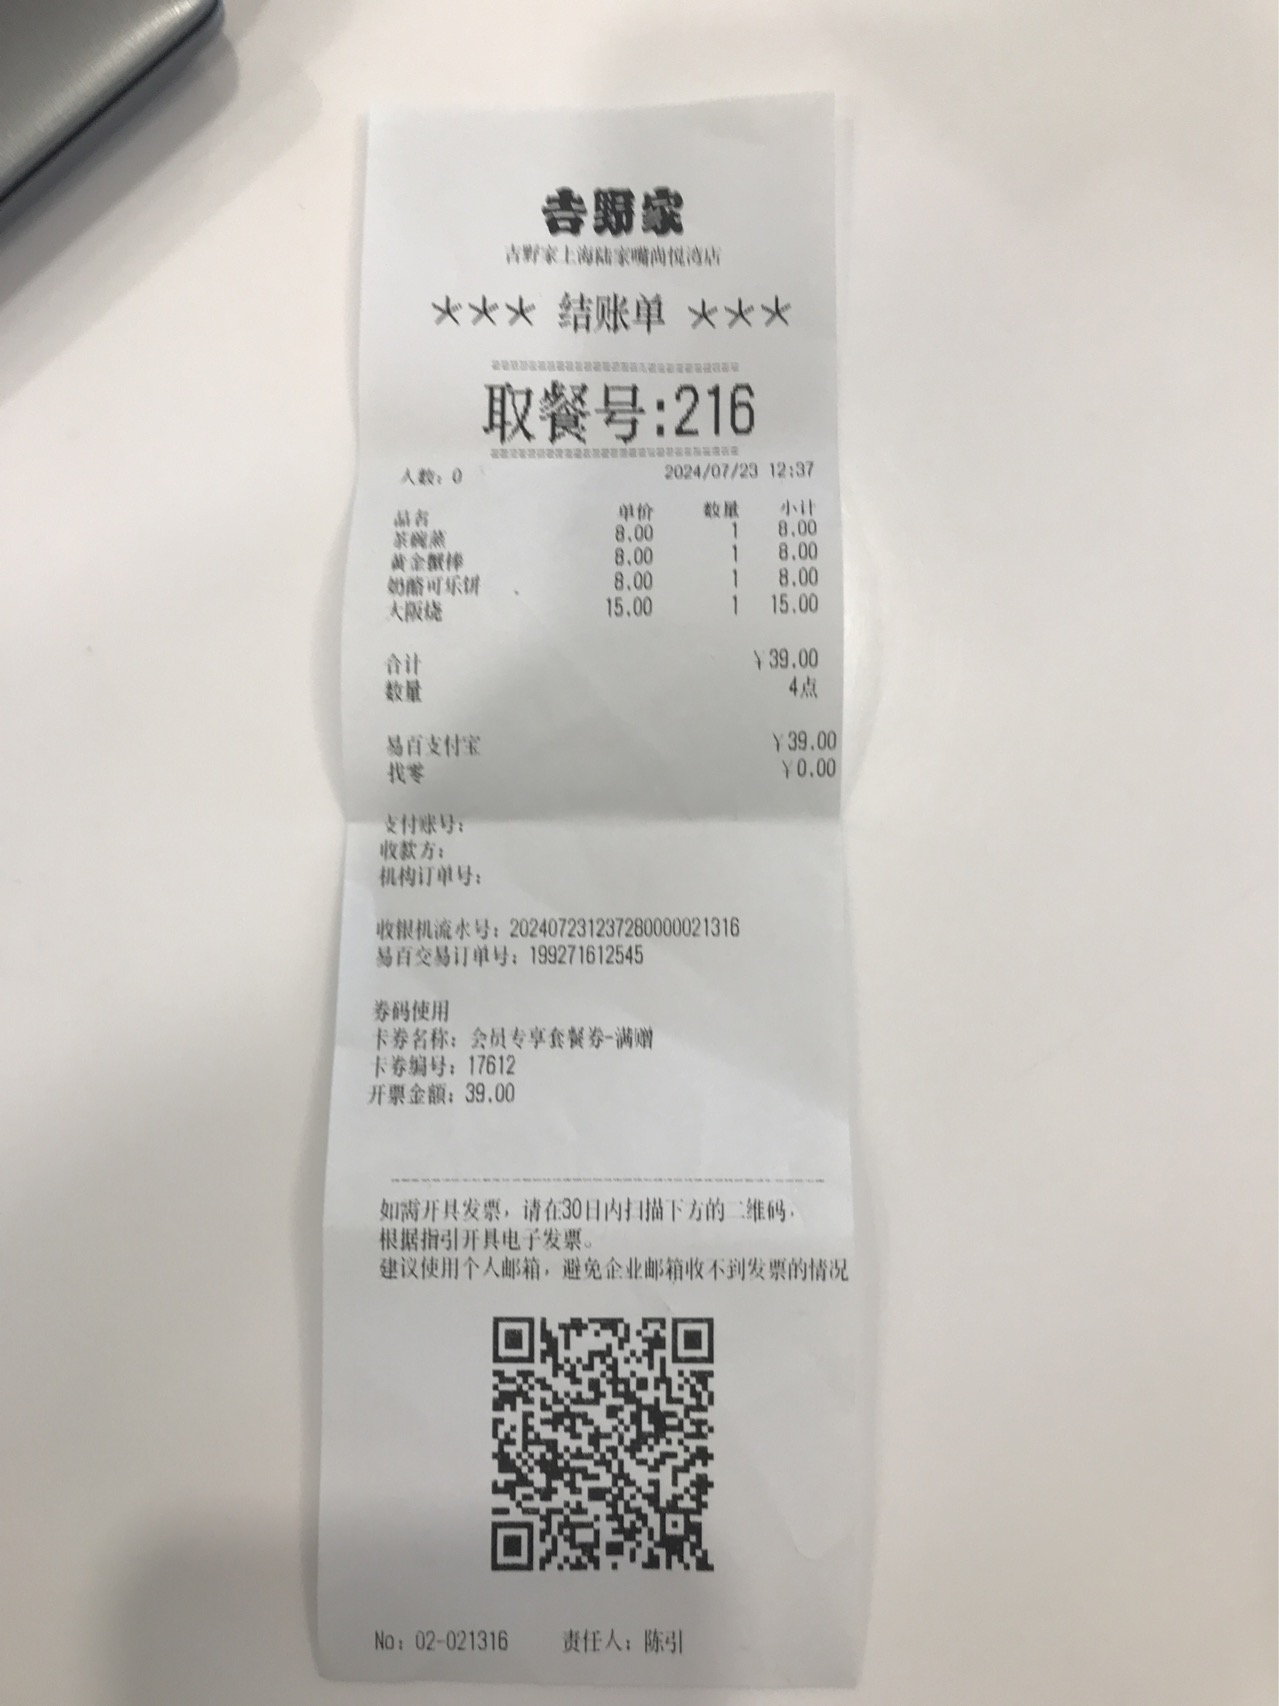 吉野家
吉野家上海陆家嘴尚悦湾店
*** 结账单 ***
取餐号:216
人数: 0 2024/07/23 12:37
品名 单价 数量 小计
茶碗蒸 8.00 1 8.00
黄金蟹棒 8.00 1 8.00
奶酪可乐饼 8.00 1 8.00
大阪烧 15.00 1 15.00
合计 ¥39.00
数量 4点
易百支付宝 ¥39.00
找零 ¥0.00
支付账号:
收款方:
机构订单号:
收银机流水号: 20240723123728000002131​6
易百交易订单号: 199271612545
券码使用
卡券名称: 会员专享套餐券-满赠
卡券编号: 17612
开票金额: 39.00
如需开具发票, 请在30日内扫描下方的二维码,
根据指引开具电子发票。
建议使用个人邮箱, 避免企业邮箱收不到发票的情况
No: 02-021316 责任人: 陈引